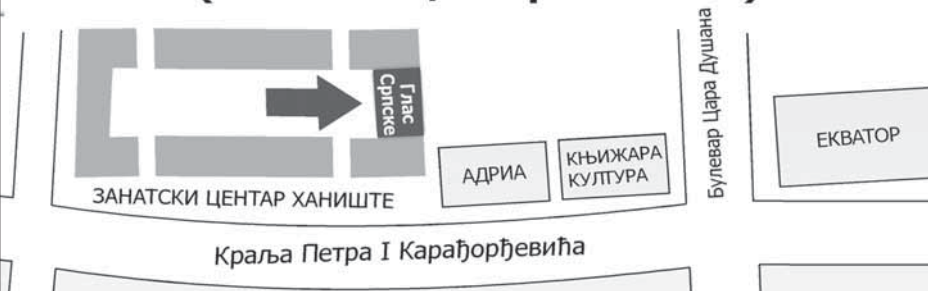 Глас
Српске
Булевар Цара Душана
ЕКВАТОР
АДРИА
КЊИЖАРА
КУЛТУРА
ЗАНАТСКИ ЦЕНТАР ХАНИШТЕ
Краља Петра I Карађорђевића